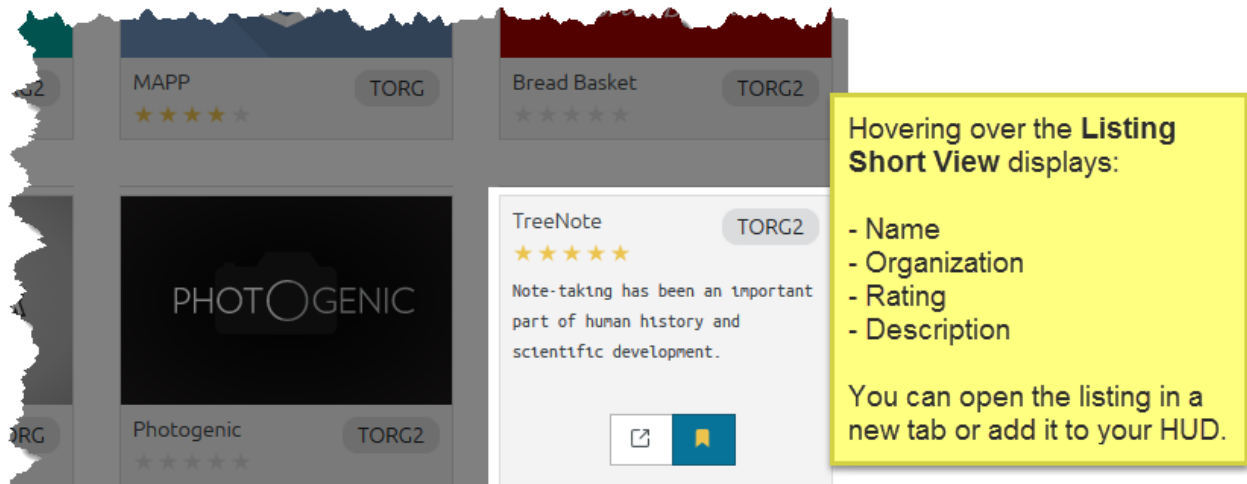 MAPP
TORG
Bread Basket
TORG2
TreeNote
TORG2
Note-taking has been an important
part of human history and
scientific development.
PHOTOGENIC
Photogenic
TORG2
Hovering over the Listing
Short View displays:
- Name
- Organization
- Rating
- Description
You can open the listing in a
new tab or add it to your HUD.